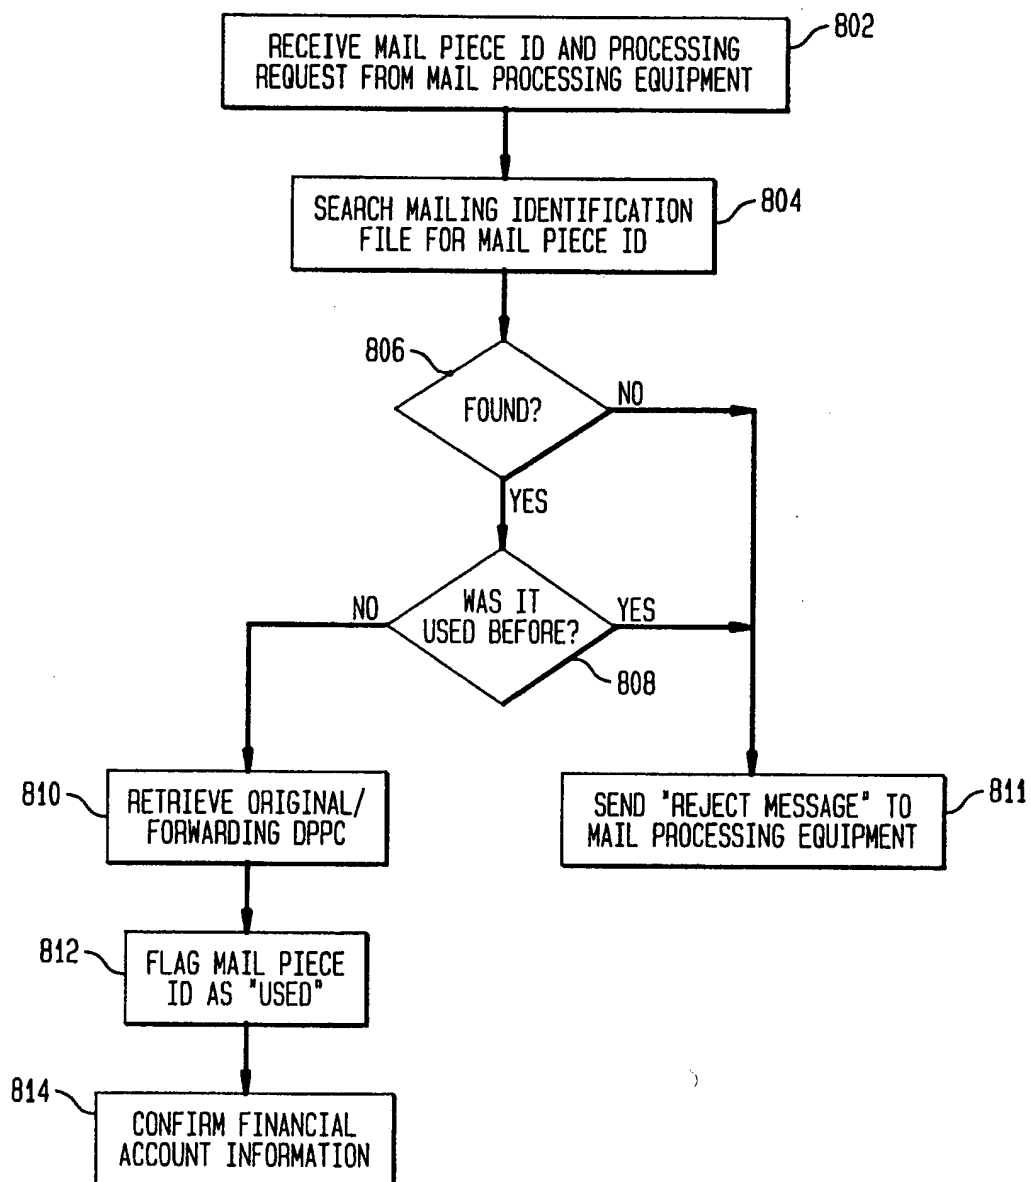 802
RECEIVE MAIL PIECE ID AND PROCESSING
REQUEST FROM MAIL PROCESSING EQUIPMENT
804
SEARCH MAILING IDENTIFICATION
FILE FOR MAIL PIECE ID
806
FOUND?
NO
YES
WAS IT
USED BEFORE?
NO
YES
808
810
RETRIEVE ORIGINAL/
FORWARDING DPPC
811
SEND "REJECT MESSAGE" TO
MAIL PROCESSING EQUIPMENT
812
FLAG MAIL PIECE
ID AS "USED"
814
CONFIRM FINANCIAL
ACCOUNT INFORMATION